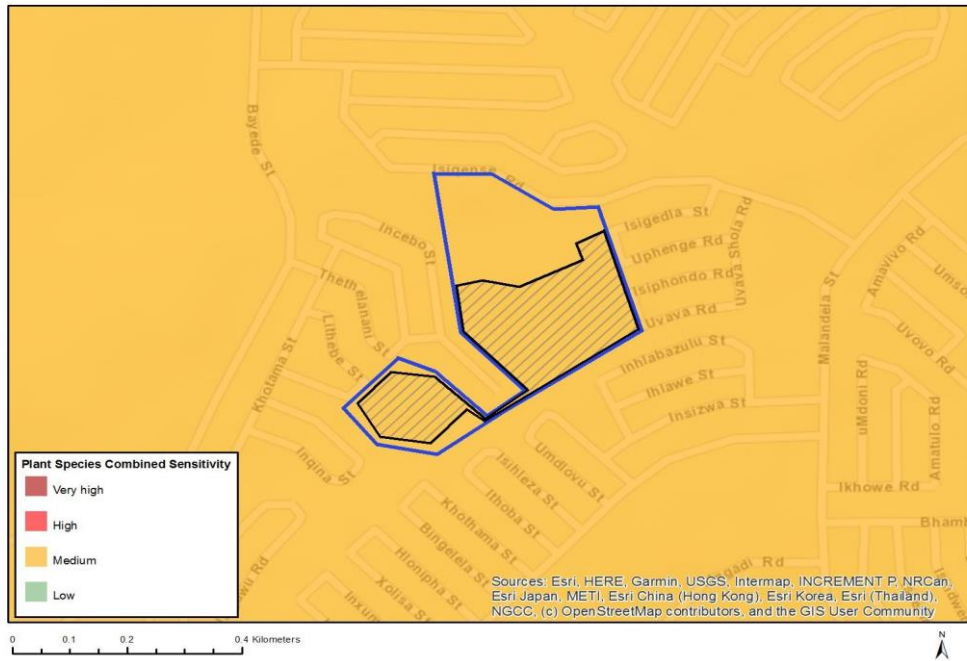 Bayede St
Isigense Rd
Incebo St
Isigedla St
Uphenge Rd
Isiphondo Rd
Uvava Shola Rd
Uvava Rd
Thethelanani St
Lithebe St
Khotama St
Inqina St
Inhlabazulu St
Ihlawe St
Insizwa St
Malandela St
Amavivo Rd
Uvovo Rd
uMdoni Rd
Amatulo Rd
Ikhowe Rd
Umdlovu St
Isihleza St
Ithoba St
Khothama St
Bingelela St
Hlonipha St
Xolisa St
Plant Species Combined Sensitivity
Very high
High
Medium
Low
Sources: Esri, HERE, Garmin, USGS, Intermap, INCREMENT P, NRCan,
Esri Japan, METI, Esri China (Hong Kong), Esri Korea, Esri (Thailand),
NGCC, (c) OpenStreetMap contributors, and the GIS User Community
0 0.1 0.2 0.4 Kilometers
N